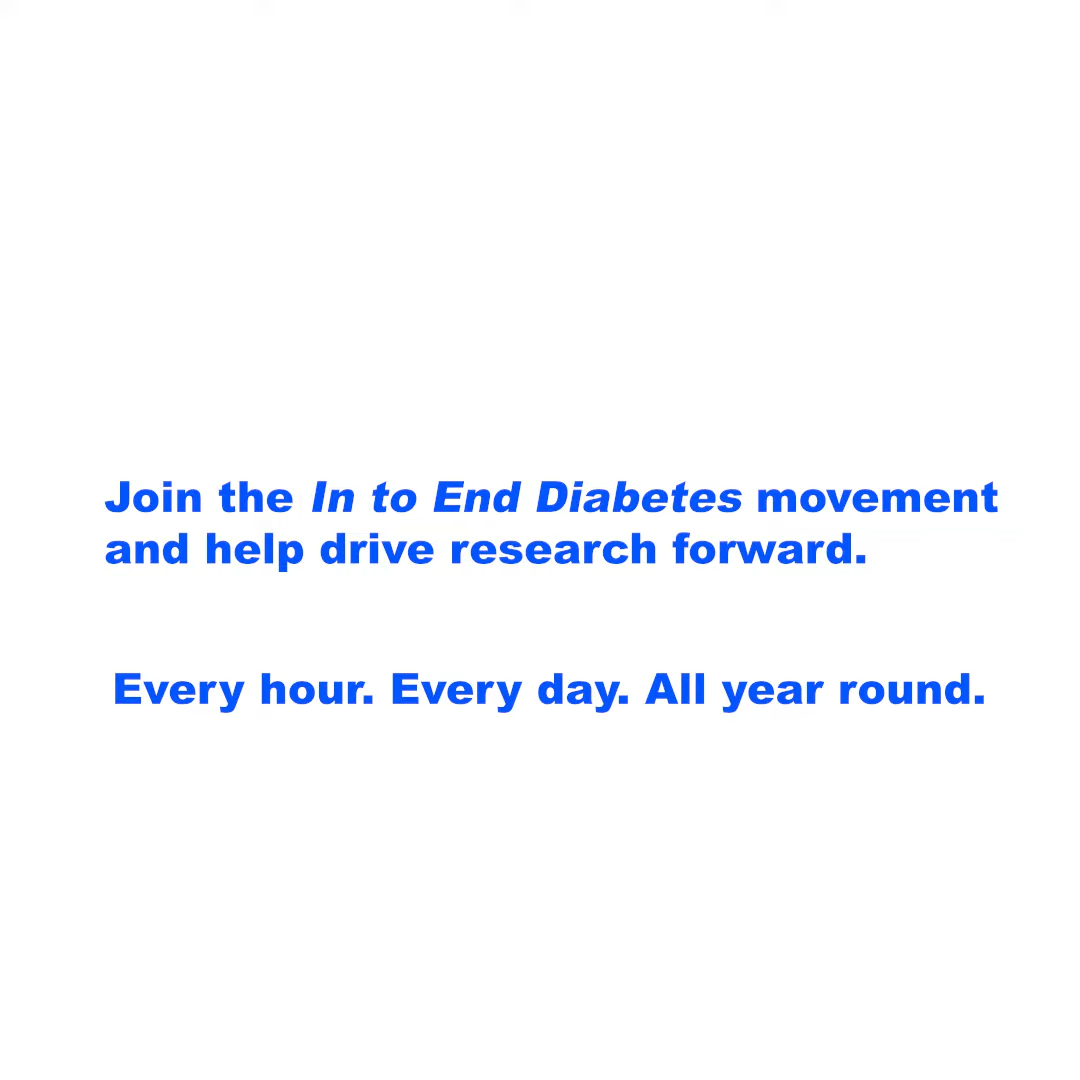 Join the In to End Diabetes movement
and help drive research forward.
Every hour. Every day. All year round.